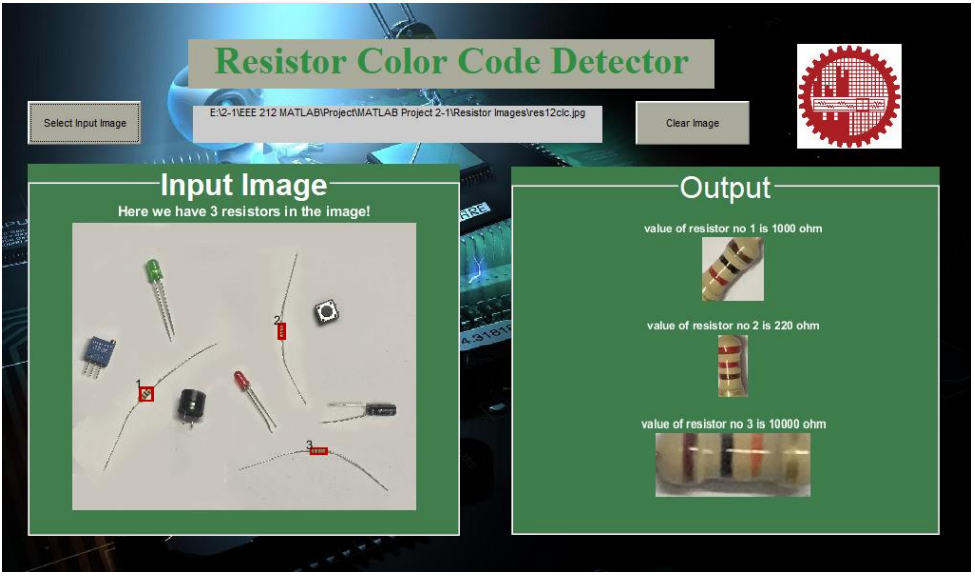 Resistor Color Code Detector
Select Input Image
E:\2-1\EEE 212 MATLAB\Project\MATLAB Project 2-1\Resistor Images\res12clc.jpg
Clear Image
Input Image
Here we have 3 resistors in the image!
1
2
3
Output
value of resistor no 1 is 1000 ohm
value of resistor no 2 is 220 ohm
value of resistor no 3 is 10000 ohm